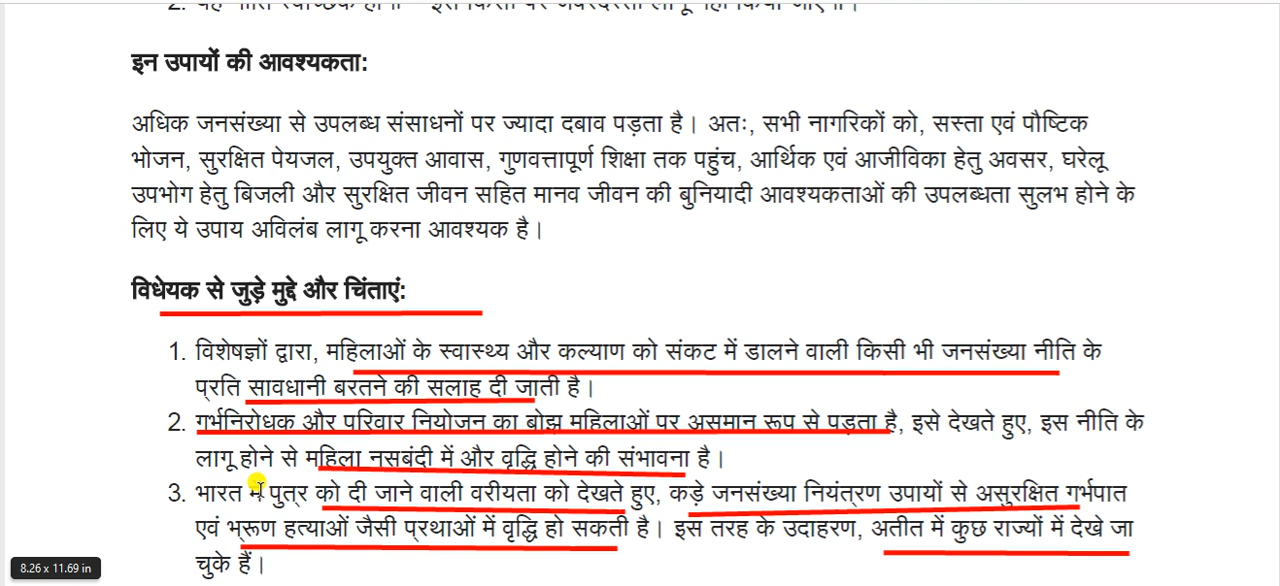 इन उपायों की आवश्यकता:
अधिक जनसंख्या से उपलब्ध संसाधनों पर ज्यादा दबाव पड़ता है। अतः, सभी नागरिकों को, सस्ता एवं पौष्टिक
भोजन, सुरक्षित पेयजल, उपयुक्त आवास, गुणवत्तापूर्ण शिक्षा तक पहुंच, आर्थिक एवं आजीविका हेतु अवसर, घरेलू
उपभोग हेतु बिजली और सुरक्षित जीवन सहित मानव जीवन की बुनियादी आवश्यकताओं की उपलब्धता सुलभ होने के
लिए ये उपाय अविलंब लागू करना आवश्यक है।
विधेयक से जुड़े मुद्दे और चिंताएं:
1. विशेषज्ञों द्वारा, महिलाओं के स्वास्थ्य और कल्याण को संकट में डालने वाली किसी भी जनसंख्या नीति के
प्रति सावधानी बरतने की सलाह दी जाती है।
2. गर्भनिरोधक और परिवार नियोजन का बोझ महिलाओं पर असमान रूप से पड़ता है, इसे देखते हुए, इस नीति के
लागू होने से महिला नसबंदी में और वृद्धि होने की संभावना है।
3. भारत में पुत्र को दी जाने वाली वरीयता को देखते हुए, कड़े जनसंख्या नियंत्रण उपायों से असुरक्षित गर्भपात
एवं भ्रूण हत्याओं जैसी प्रथाओं में वृद्धि हो सकती है। इस तरह के उदाहरण, अतीत में कुछ राज्यों में देखे जा
चुके हैं।
8.26 x 11.69 in